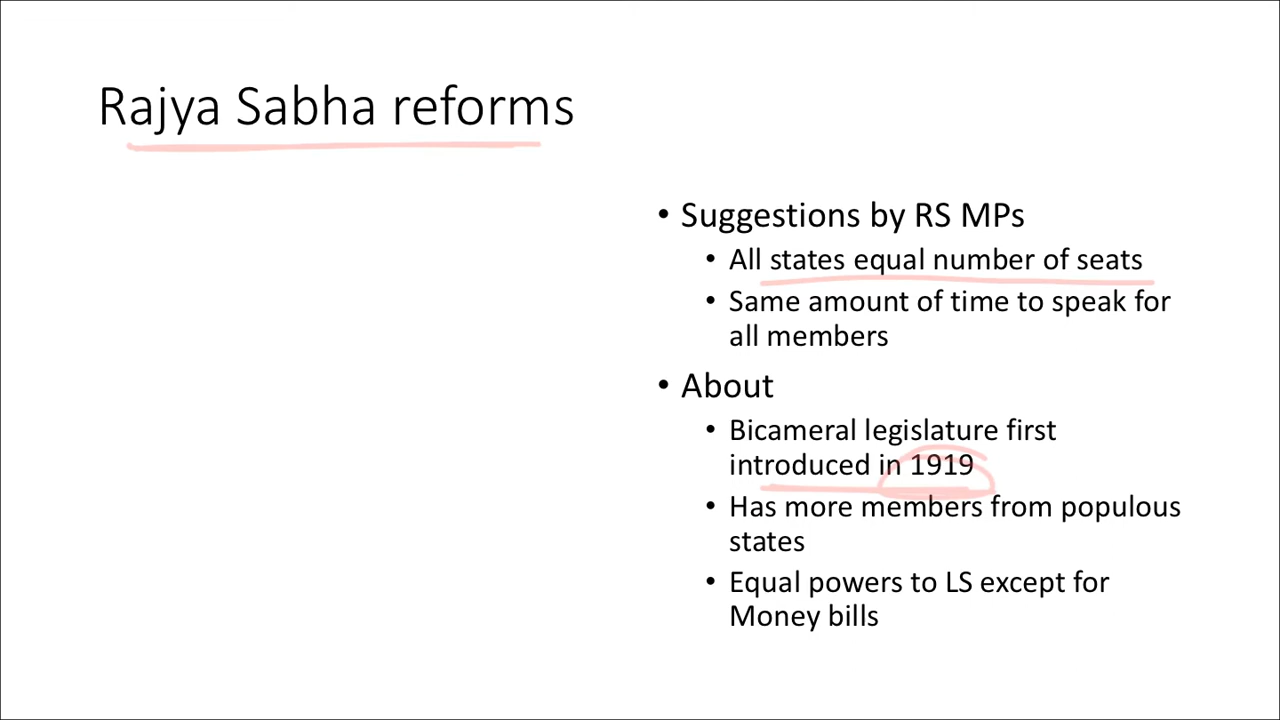 Rajya Sabha reforms
• Suggestions by RS MPs
• All states equal number of seats
• Same amount of time to speak for
all members
• About
• Bicameral legislature first
introduced in 1919
• Has more members from populous
states
• Equal powers to LS except for
Money bills